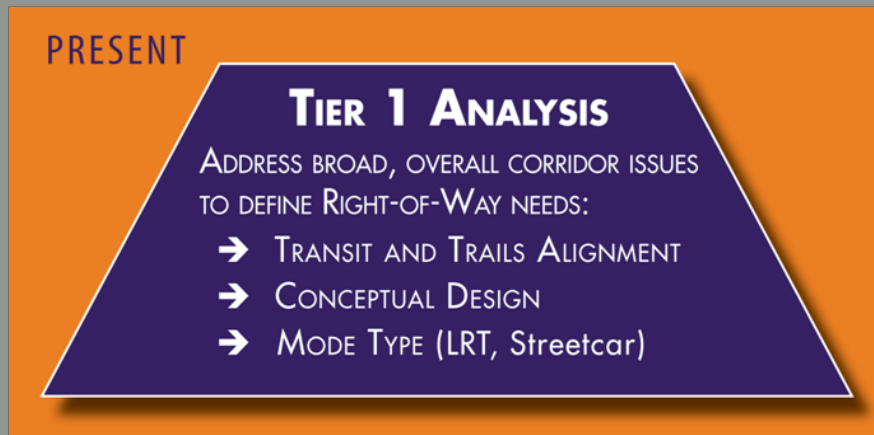 PRESENT
TIER 1 ANALYSIS
ADDRESS BROAD, OVERALL CORRIDOR ISSUES
TO DEFINE RIGHT-OF-WAY NEEDS:
➔ TRANSIT AND TRAILS ALIGNMENT
➔ CONCEPTUAL DESIGN
➔ MODE TYPE (LRT, Streetcar)